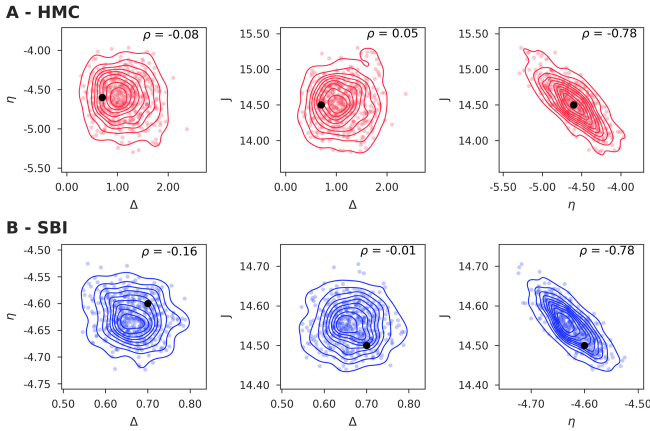 A - HMC
ρ = -0.08
ρ = 0.05
ρ = -0.78
-4.00
-4.50
-5.00
-5.50
η
0.00
1.00
2.00
Δ
15.50
15.00
14.50
14.00
J
0.00
1.00
2.00
Δ
15.50
15.00
14.50
14.00
J
-5.50
-5.00
-4.50
-4.00
η
B - SBI
ρ = -0.16
ρ = -0.01
ρ = -0.78
-4.50
-4.55
-4.60
-4.65
-4.70
-4.75
η
0.50
0.60
0.70
0.80
Δ
14.70
14.60
14.50
14.40
J
0.50
0.60
0.70
0.80
Δ
14.70
14.60
14.50
14.40
J
-4.70
-4.60
-4.50
η